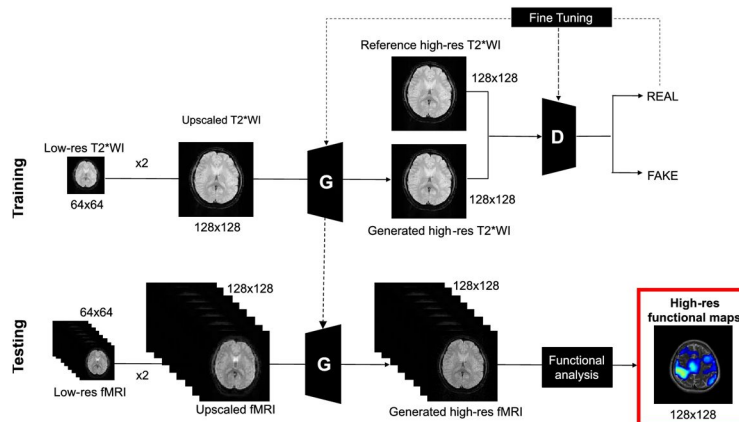 Fine Tuning
Reference high-res T2*WI
128x128
REAL
Upscaled T2*WI
Low-res T2*WI
x2
G
D
64x64
128x128
128x128
FAKE
Generated high-res T2*WI
Training
128x128
128x128
64x64
High-res
functional maps
Testing
G
Functional
analysis
x2
Low-res fMRI
Upscaled fMRI
Generated high-res fMRI
128x128